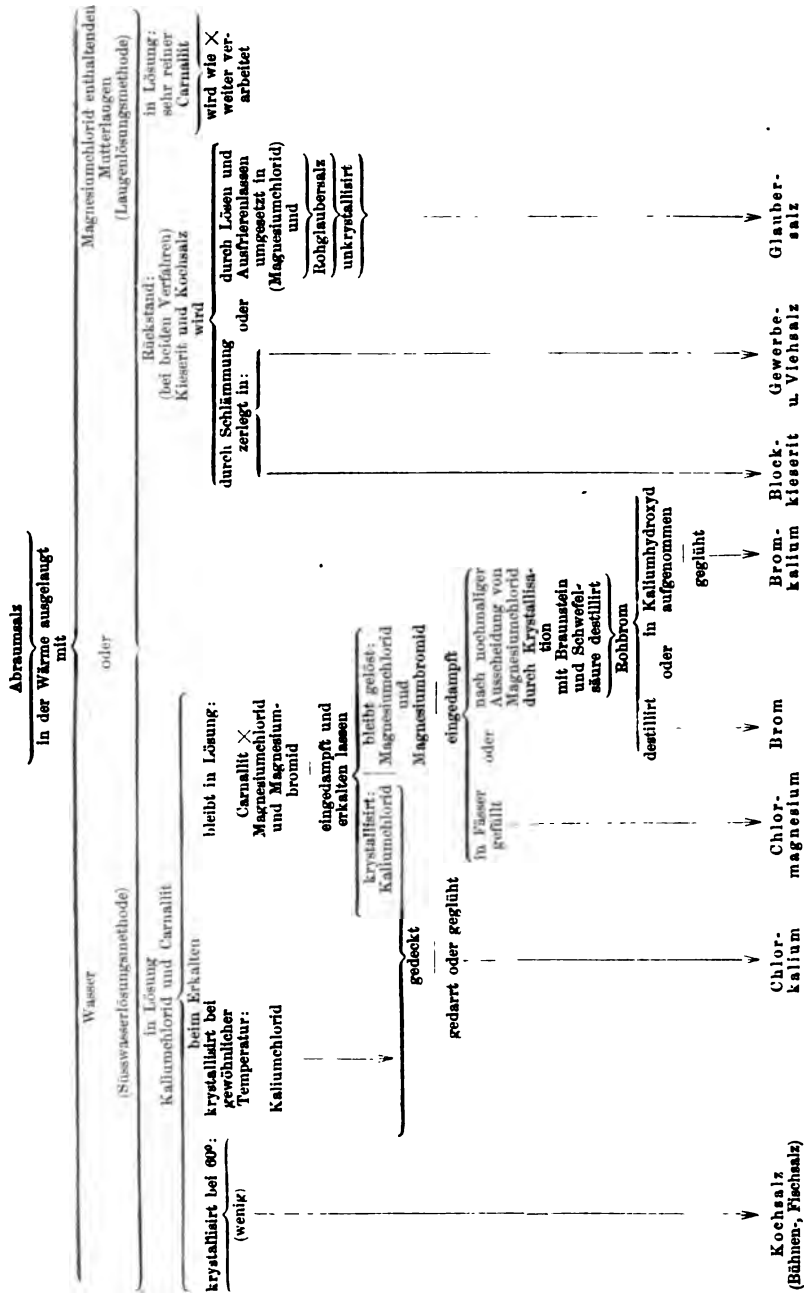 Abraumsalz
in der Wärme ausgelaugt
mit
Wasser
oder
Magnesiumchlorid enthaltenden
Mutterlaugen
(Süsswasserlösungsmethode)
(Laugenlösungsmethode)
in Lösung
Kaliumchlorid und Carnallit
beim Erkalten
Rückstand:
(bei beiden Verfahren)
Kieserit und Kochsalz
wird
in Lösung:
sehr reiner
Carnallit
wird wie ×
weiter ver-
arbeitet
krystallisirt bei 60°:
(wenig)
krystallisirt bei
gewöhnlicher
Temperatur:
Kaliumchlorid
bleibt in Lösung:
Carnallit ×
Magnesiumchlorid
und Magnesium-
bromid
eingedampft und
erkalten lassen
krystallisirt:
Kaliumchlorid
bleibt gelöst:
Magnesiumchlorid
und
Magnesiumbromid
gedeckt
gedarrt oder geglüht
eingedampft
in Fässer
gefüllt
oder
nach nochmaliger
Ausscheidung von
Magnesiumchlorid
durch Krystallisa-
tion
mit Braunstein
und Schwefel-
säure destillirt
Rohbrom
destillirt
oder
in Kaliumhydroxyd
aufgenommen
geglüht
durch Schlämmung
zerlegt in:
oder
durch Lösen und
Ausfrierenlassen
umgesetzt in
(Magnesiumchlorid)
und
Rohglaubersalz
unkrystallisirt
Kochsalz
(Bühnen-, Fischsalz)
Chlor-
kalium
Chlor-
magnesium
Brom
Brom-
kalium
Block-
kieserit
Gewerbe-
u. Viehsalz
Glauber-
salz